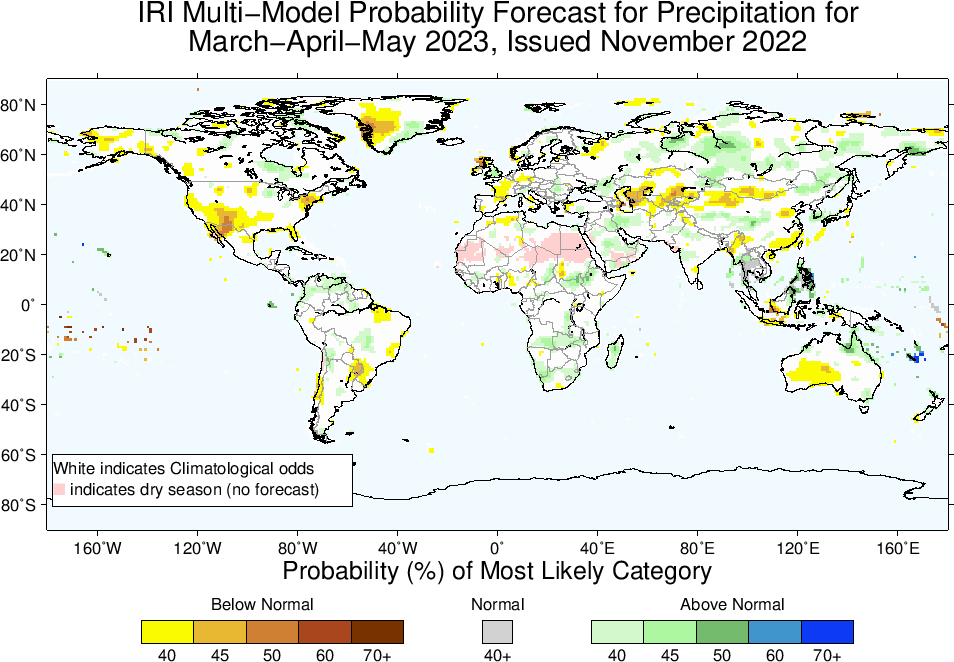 IRI Multi−Model Probability Forecast for Precipitation for
March−April−May 2023, Issued November 2022
80˚N
60˚N
40˚N
20˚N
0˚
20˚S
40˚S
60˚S
80˚S
White indicates Climatological odds
indicates dry season (no forecast)
160˚W 120˚W 80˚W 40˚W 0˚ 40˚E 80˚E 120˚E 160˚E
Probability (%) of Most Likely Category
Below Normal Normal Above Normal
40 45 50 60 70+ 40+ 40 45 50 60 70+